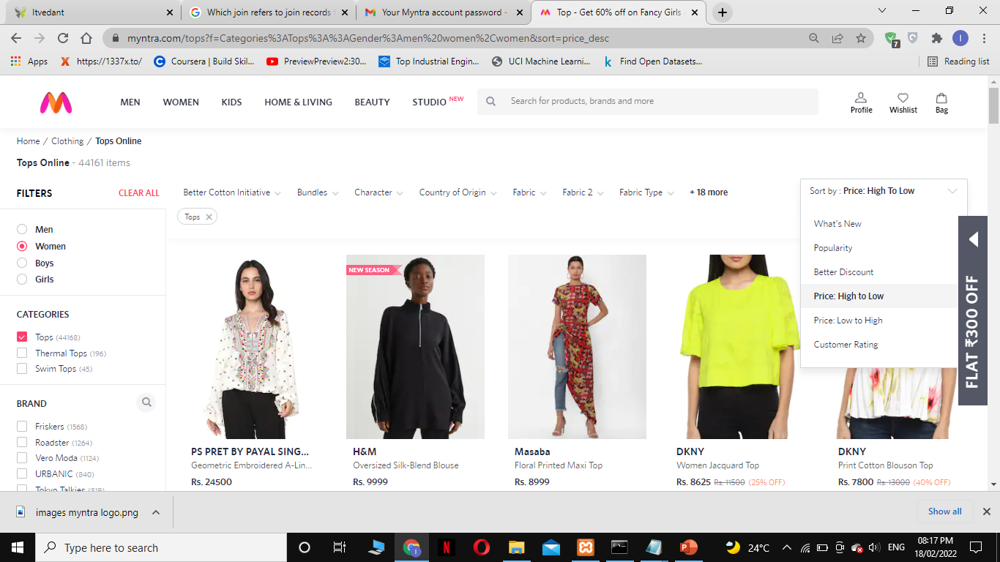 Itvedant
Which join refers to join records
Your Myntra account password -
Top - Get 60% off on Fancy Girls
myntra.com/tops?f=Categories%3ATops%3A%3AGender%3Amen%20women%2Cwomen&sort=price_desc
7
I
Apps
https://1337x.to/
Coursera | Build Skil...
PreviewPreview2:30...
Top Industrial Engin...
UCI Machine Learni...
Find Open Datasets...
Reading list
MEN
WOMEN
KIDS
HOME & LIVING
BEAUTY
STUDIO NEW
Search for products, brands and more
Profile
Wishlist
Bag
Home / Clothing / Tops Online
Tops Online - 44161 items
FILTERS
CLEAR ALL
Better Cotton Initiative
Bundles
Character
Country of Origin
Fabric
Fabric 2
Fabric Type
+ 18 more
Sort by : Price: High To Low
Tops
What's New
Popularity
Better Discount
Price: High to Low
Price: Low to High
Customer Rating
FLAT ₹300 OFF
Men
Women
Boys
Girls
CATEGORIES
Tops (44168)
Thermal Tops (196)
Swim Tops (45)
BRAND
Friskers (1568)
Roadster (1264)
Vero Moda (1124)
URBANIC (840)
Tokyo Talkies (819)
NEW SEASON
PS PRET BY PAYAL SING...
Geometric Embroidered A-Lin...
Rs. 24500
H&M
Oversized Silk-Blend Blouse
Rs. 9999
Masaba
Floral Printed Maxi Top
Rs. 8999
DKNY
Women Jacquard Top
Rs. 8625 Rs. 11500 (25% OFF)
DKNY
Print Cotton Blouson Top
Rs. 7800 Rs. 13000 (40% OFF)
images myntra logo.png
Show all
Type here to search
24°C
ENG
08:17 PM
18/02/2022